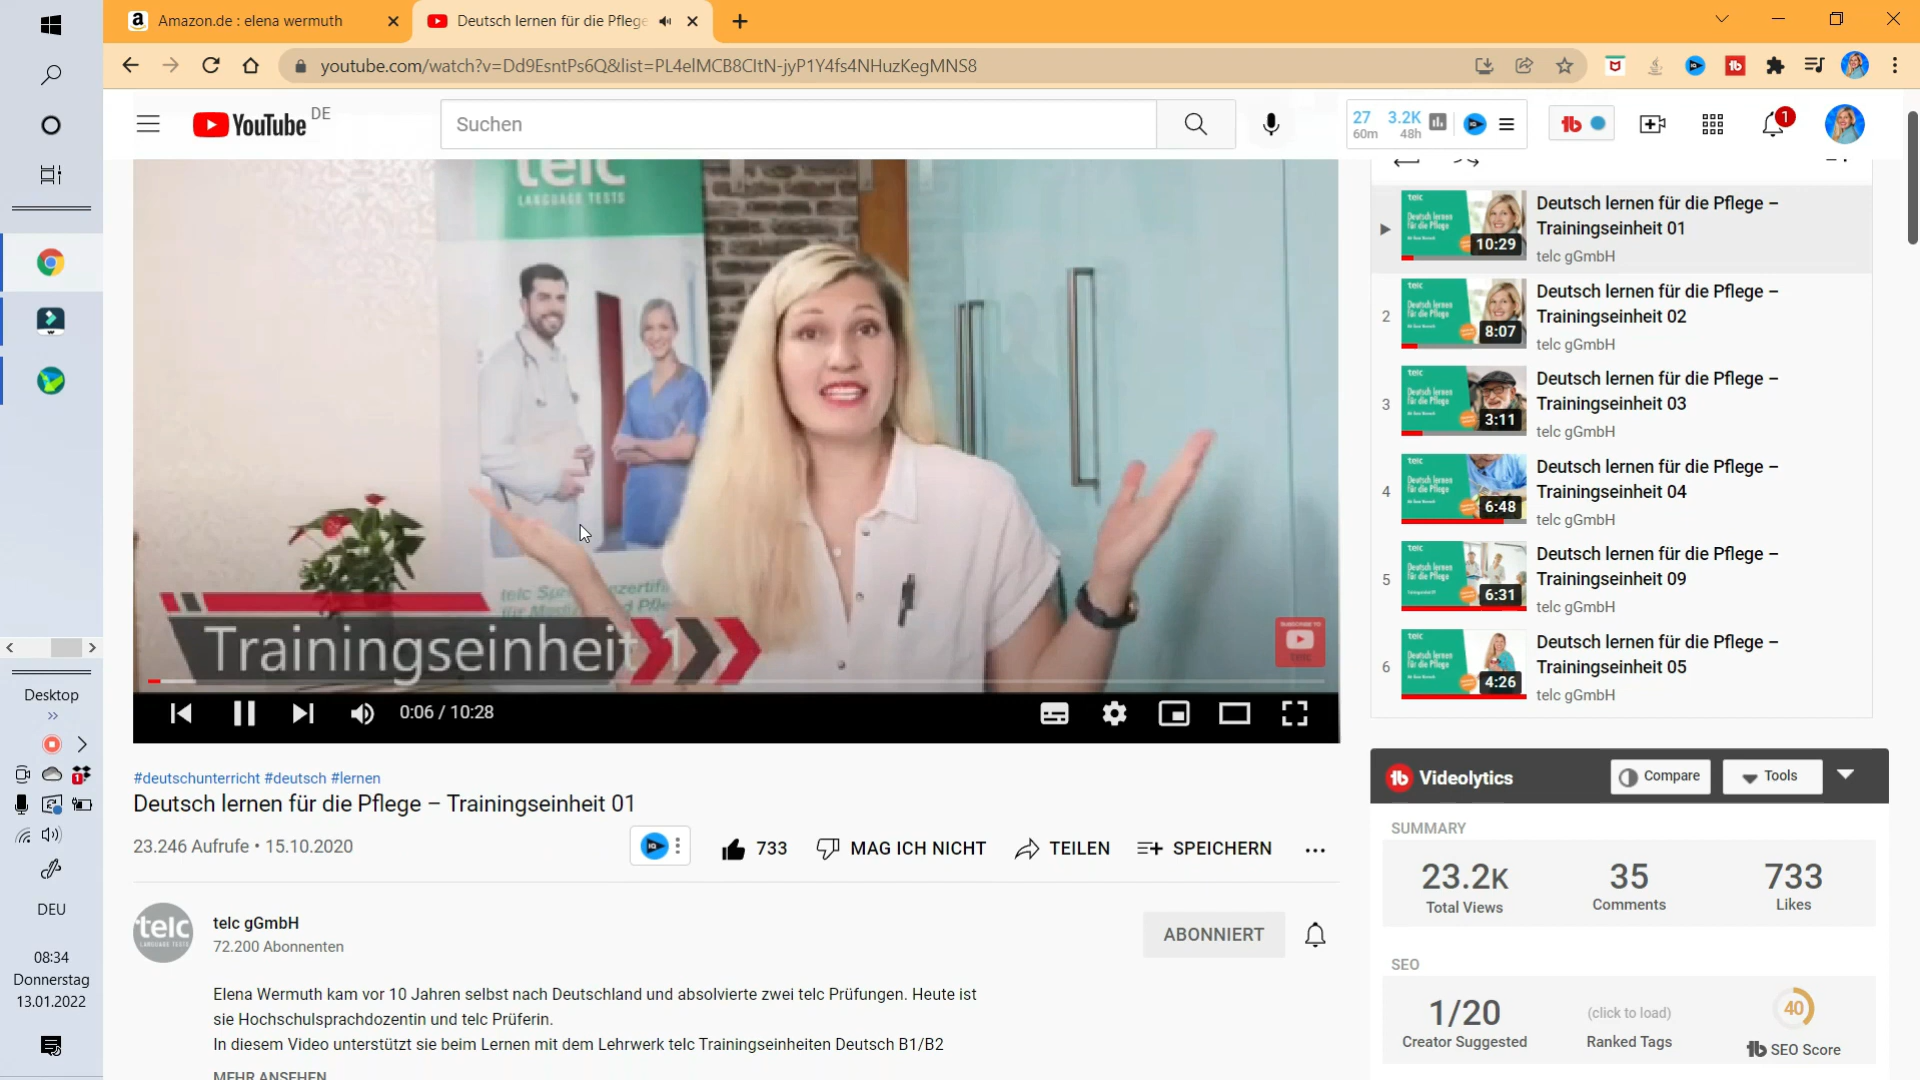 Amazon.de : elena wermuth
Deutsch lernen für die Pfleg
youtube.com/watch?v=Dd9EsntPs6Q&list=PL4elMCB8CItN-jyP1Y4fs4NHuzKegMNS8
YouTube DE
Suchen
27 3.2K
60m 48h
1
telc
LANGUAGE TESTS
Trainingseinheit 1
0:06 / 10:28
Deutsch lernen für die Pflege –
Trainingseinheit 01
telc gGmbH
10:29
2
Deutsch lernen für die Pflege –
Trainingseinheit 02
telc gGmbH
8:07
3
Deutsch lernen für die Pflege –
Trainingseinheit 03
telc gGmbH
3:11
4
Deutsch lernen für die Pflege –
Trainingseinheit 04
telc gGmbH
6:48
5
Deutsch lernen für die Pflege –
Trainingseinheit 09
telc gGmbH
6:31
6
Deutsch lernen für die Pflege –
Trainingseinheit 05
telc gGmbH
4:26
#deutschunterricht #deutsch #lernen
Deutsch lernen für die Pflege – Trainingseinheit 01
23.246 Aufrufe • 15.10.2020
733 MAG ICH NICHT TEILEN SPEICHERN
telc
LANGUAGE TESTS
telc gGmbH
72.200 Abonnenten
ABONNIERT
Elena Wermuth kam vor 10 Jahren selbst nach Deutschland und absolvierte zwei telc Prüfungen. Heute ist
sie Hochschulsprachdozentin und telc Prüferin.
In diesem Video unterstützt sie beim Lernen mit dem Lehrwerk telc Trainingseinheiten Deutsch B1/B2
MEHR ANSEHEN
Videolytics Compare Tools
SUMMARY
23.2K 35 733
Total Views Comments Likes
SEO
1/20 (click to load) 40
Creator Suggested Ranked Tags SEO Score
Desktop
DEU
08:34
Donnerstag
13.01.2022